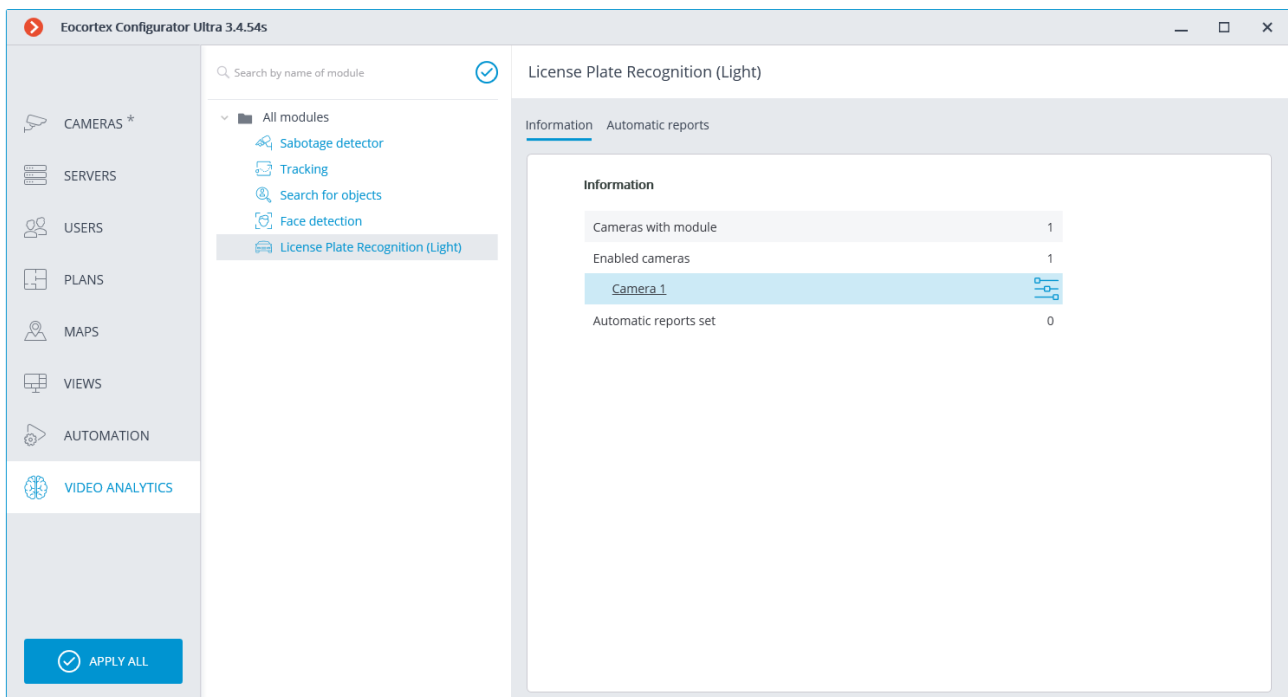 Eocortex Configurator Ultra 3.4.54s
CAMERAS *
SERVERS
USERS
PLANS
MAPS
VIEWS
AUTOMATION
VIDEO ANALYTICS
APPLY ALL
Search by name of module
All modules
Sabotage detector
Tracking
Search for objects
Face detection
License Plate Recognition (Light)
License Plate Recognition (Light)
Information Automatic reports
Information
Cameras with module 1
Enabled cameras 1
Camera 1
Automatic reports set 0